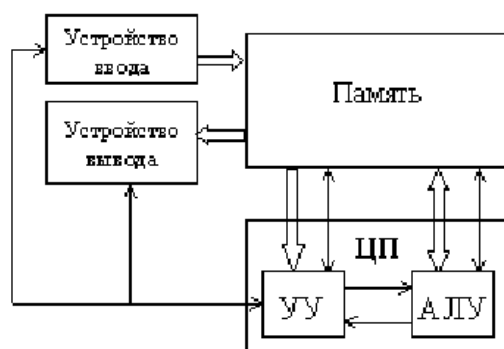 Устройство
ввода
Память
Устройство
вывода
ЦП
УУ
АЛУ